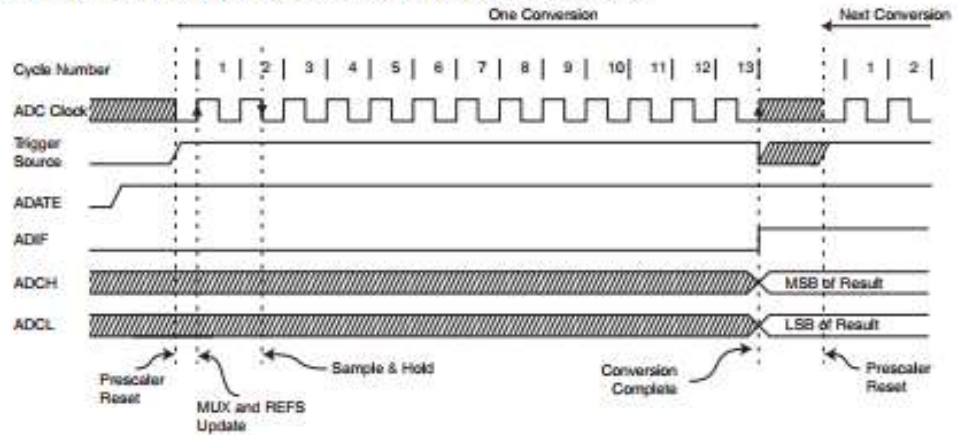 One Conversion Next Conversion
Cycle Number 1 2 3 4 5 6 7 8 9 10 11 12 13 1 2
ADC Clock
Trigger
Source
ADATE
ADIF
ADCH MSB of Result
ADCL LSB of Result
Prescaler
Reset
MUX and REFS
Update
Sample & Hold
Conversion
Complete
Prescaler
Reset